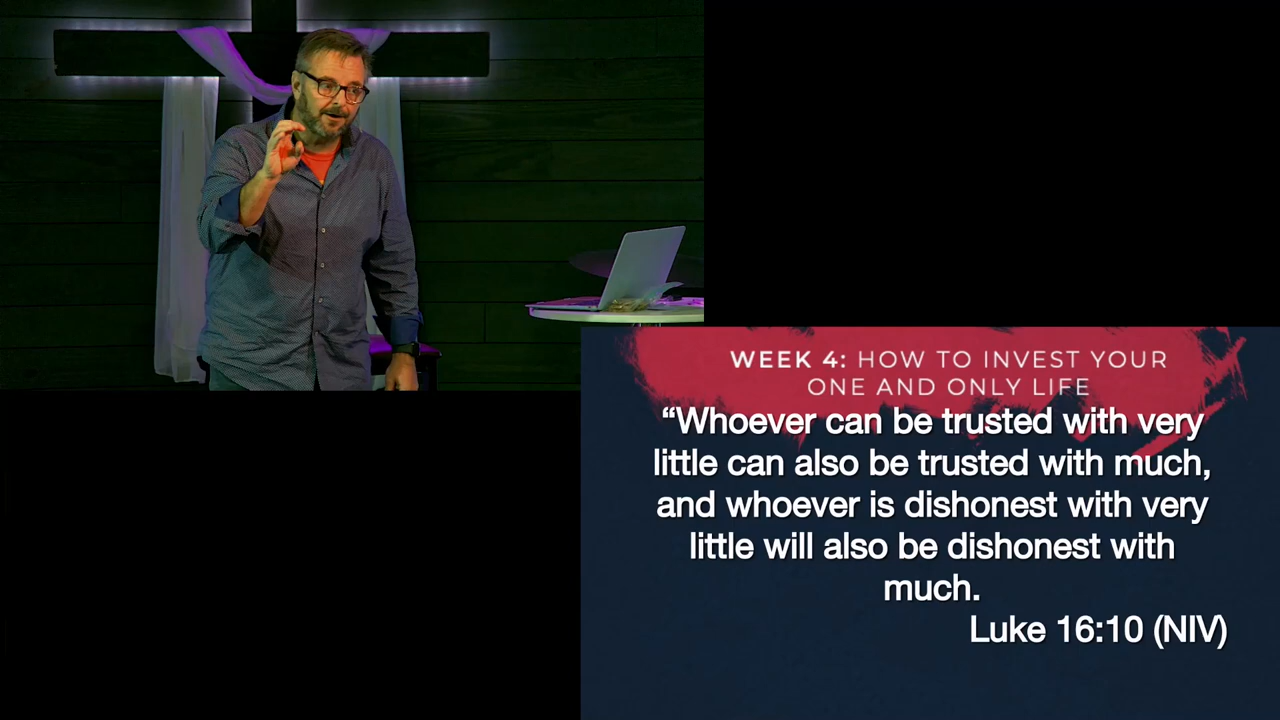 WEEK 4: HOW TO INVEST YOUR
ONE AND ONLY LIFE
“Whoever can be trusted with very
little can also be trusted with much,
and whoever is dishonest with very
little will also be dishonest with
much.
Luke 16:10 (NIV)